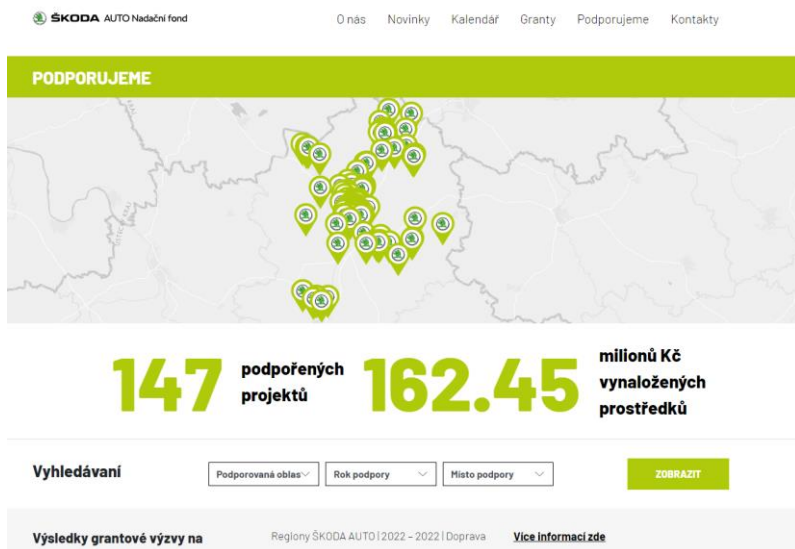 ŠKODA AUTO Nadační fond
O nás Novinky Kalendář Granty Podporujeme Kontakty
PODPORUJEME
147 podpořených projektů
162.45 milionů Kč vynaložených prostředků
Vyhledávaní
Podporovaná oblas
Rok podpory
Místo podpory
ZOBRAZIT
Výsledky grantové výzvy na
Regiony ŠKODA AUTO | 2022 – 2022 | Doprava
Více informací zde